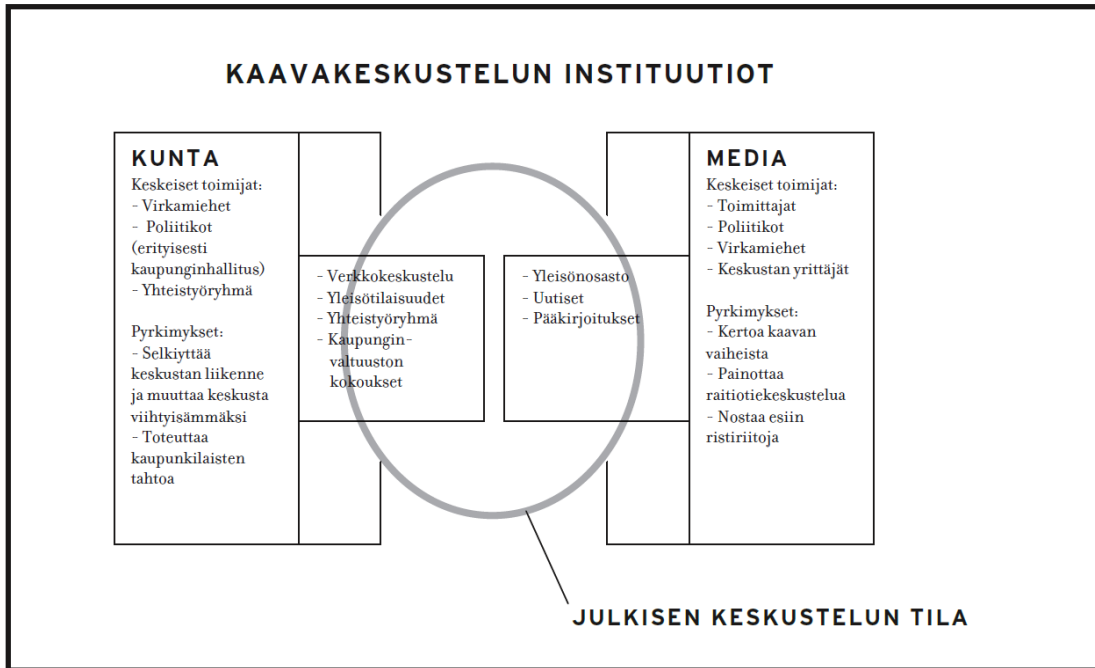 KAAVAKESKUSTELUN INSTITUUTIOT
KUNTA
Keskeiset toimijat:
- Virkamiehet
- Poliitikot
(erityisesti
kaupunginhallitus)
- Yhteistyöryhmä
Pyrkimykset:
- Selkiyttää
keskustan liikenne
ja muuttaa keskusta
viihtyisämmäksi
- Toteuttaa
kaupunkilaisten
tahtoa
- Verkkokeskustelu
- Yleisötilaisuudet
- Yhteistyöryhmä
- Kaupungin-
valtuuston
kokoukset
- Yleisönosasto
- Uutiset
- Pääkirjoitukset
MEDIA
Keskeiset toimijat:
- Toimittajat
- Poliitikot
- Virkamiehet
- Keskustan yrittäjät
Pyrkimykset:
- Kertoa kaavan
vaiheista
- Painottaa
raitiotiekeskustelua
- Nostaa esiin
ristiriitoja
JULKISEN KESKUSTELUN TILA